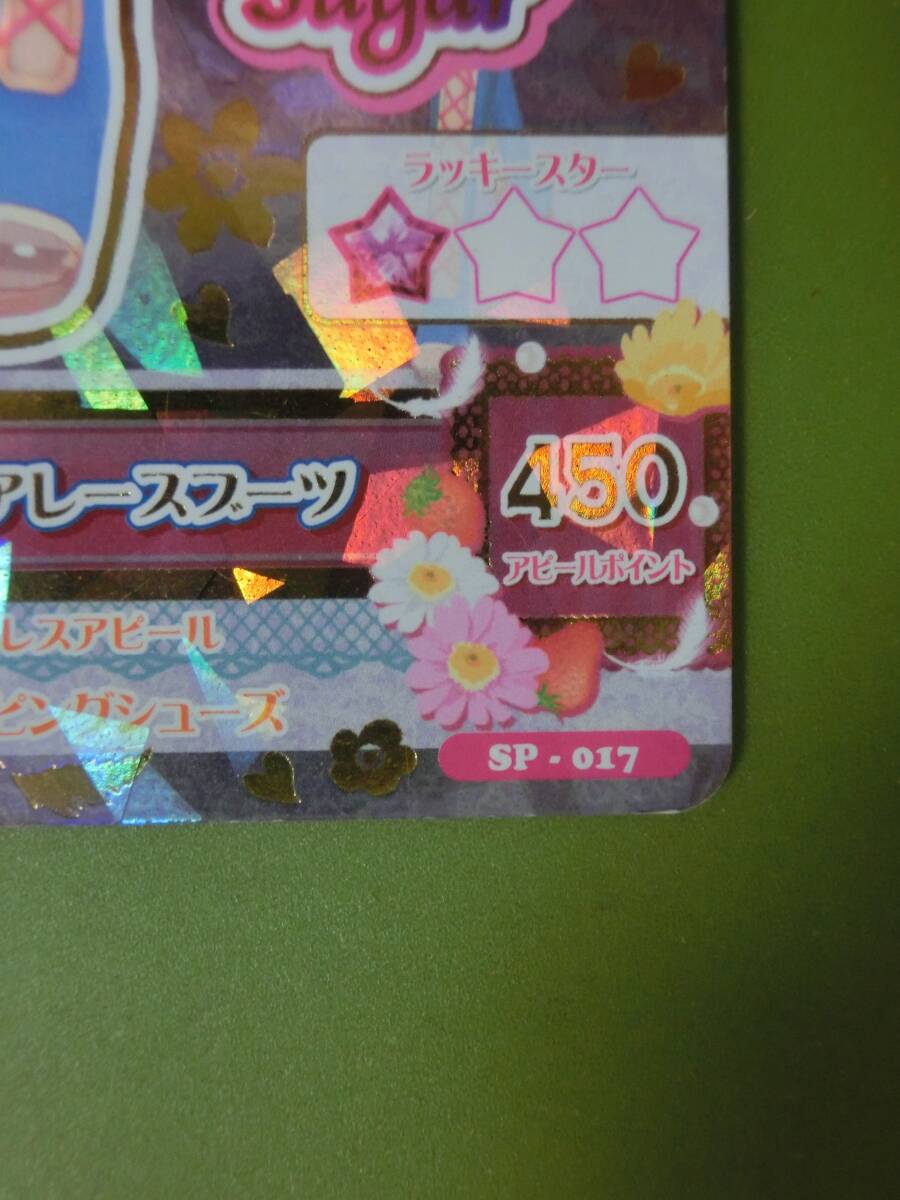 Sugar
ラッキースター
アレースブーツ
450
アピールポイント
レスアピール
ピングシューズ
SP - 017